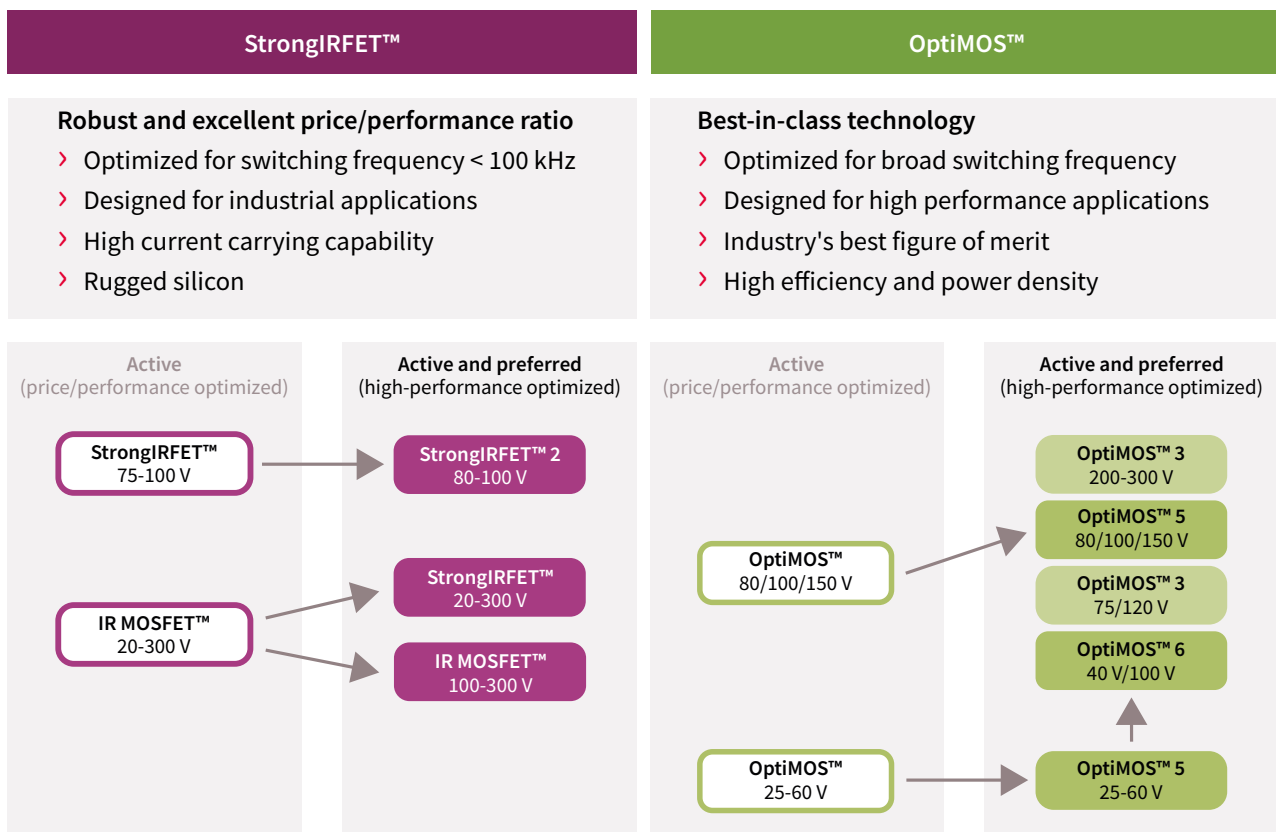 StrongIRFET™
Robust and excellent price/performance ratio
› Optimized for switching frequency < 100 kHz
› Designed for industrial applications
› High current carrying capability
› Rugged silicon
Active
(price/performance optimized)
StrongIRFET™
75-100 V
IR MOSFET™
20-300 V
Active and preferred
(high-performance optimized)
StrongIRFET™ 2
80-100 V
StrongIRFET™
20-300 V
IR MOSFET™
100-300 V
OptiMOS™
Best-in-class technology
› Optimized for broad switching frequency
› Designed for high performance applications
› Industry's best figure of merit
› High efficiency and power density
Active
(price/performance optimized)
OptiMOS™
80/100/150 V
OptiMOS™
25-60 V
Active and preferred
(high-performance optimized)
OptiMOS™ 3
200-300 V
OptiMOS™ 5
80/100/150 V
OptiMOS™ 3
75/120 V
OptiMOS™ 6
40 V/100 V
OptiMOS™ 5
25-60 V